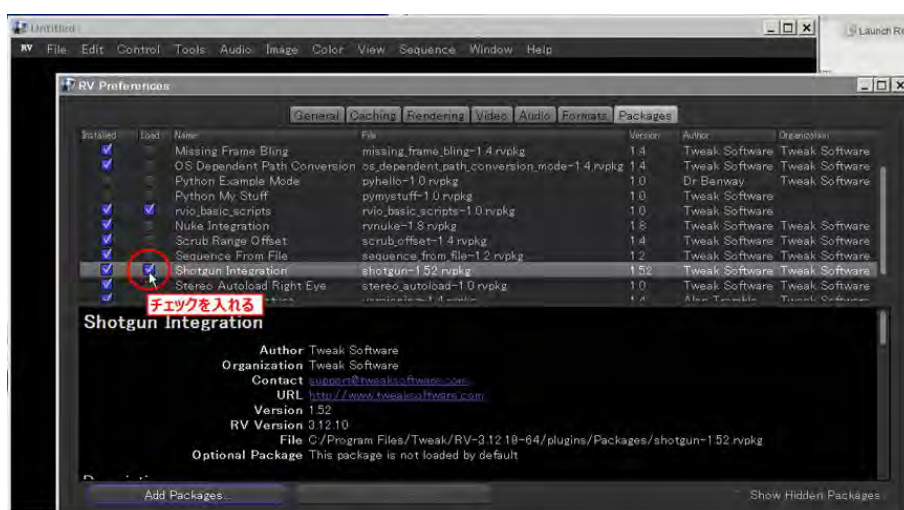 Untitled
Launch Re
RV File Edit Control Tools Audio Image Color View Sequence Window Help
RV Preferences
General Caching Rendering Video Audio Formats Packages
Installed Load Name File Version Author Organization
Missing Frame Bling missing_frame_bling-1.4.rvpkg 1.4 Tweak Software Tweak Software
OS Dependent Path Conversion os_dependent_path_conversion_mode-1.4.rvpkg 1.4 Tweak Software Tweak Software
Python Example Mode pyhello-1.0.rvpkg 1.0 Dr Benway Tweak Software
Python My Stuff pymystuff-1.0.rvpkg 1.0 Tweak Software
rvio_basic_scripts rvio_basic_scripts-1.0.rvpkg 1.0 Tweak Software
Nuke Integration rvnuke-1.8.rvpkg 1.8 Tweak Software Tweak Software
Scrub Range Offset scrub_offset-1.4.rvpkg 1.4 Tweak Software Tweak Software
Sequence From File sequence_from_file-1.2.rvpkg 1.2 Tweak Software Tweak Software
Shotgun Integration shotgun-1.52.rvpkg 1.52 Tweak Software Tweak Software
Stereo Autoload Right Eye stereo_autoload-1.0.rvpkg 1.0 Tweak Software Tweak Software
チェックを入れる
Shotgun Integration
Author Tweak Software
Organization Tweak Software
Contact support@tweaksoftware.com
URL http://www.tweaksoftware.com
Version 1.52
RV Version 3.12.10
File C:/Program Files/Tweak/RV-3.12.10-64/plugins/Packages/shotgun-1.52.rvpkg
Optional Package This package is not loaded by default
Add Packages...
Show Hidden Packages